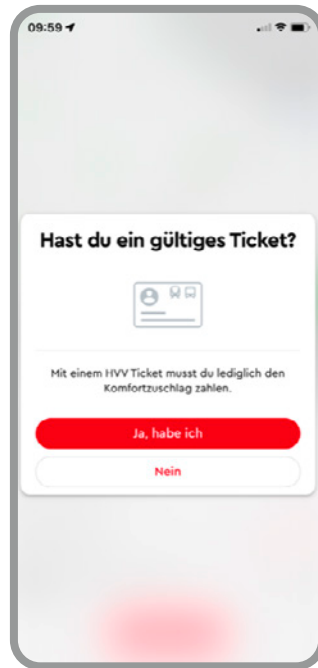 09:59
Hast du ein gültiges Ticket?
Mit einem HVV Ticket musst du lediglich den
Komfortzuschlag zahlen.
Ja, habe ich
Nein